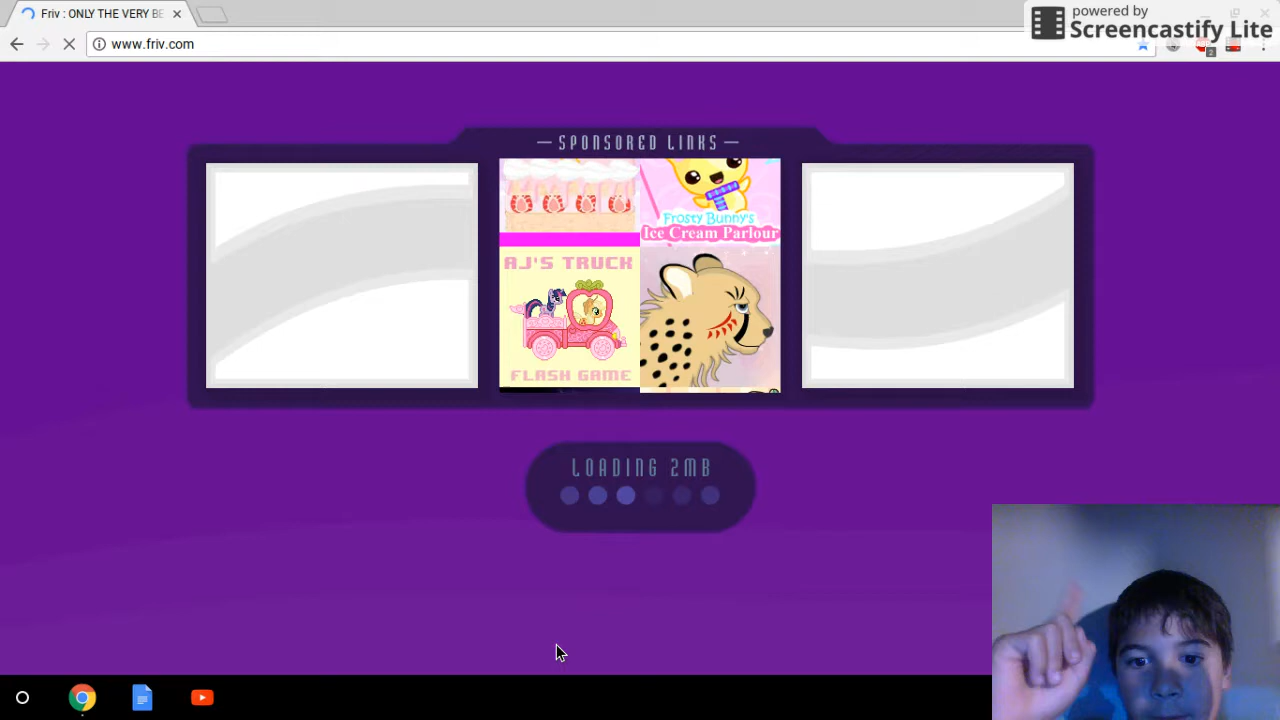 Friv : ONLY THE VERY BE
powered by
Screencastify Lite
www.friv.com
2
— SPONSORED LINKS —
Frosty Bunny's
Ice Cream Parlour
AJ'S TRUCK
FLASH GAME
LOADING 2MB